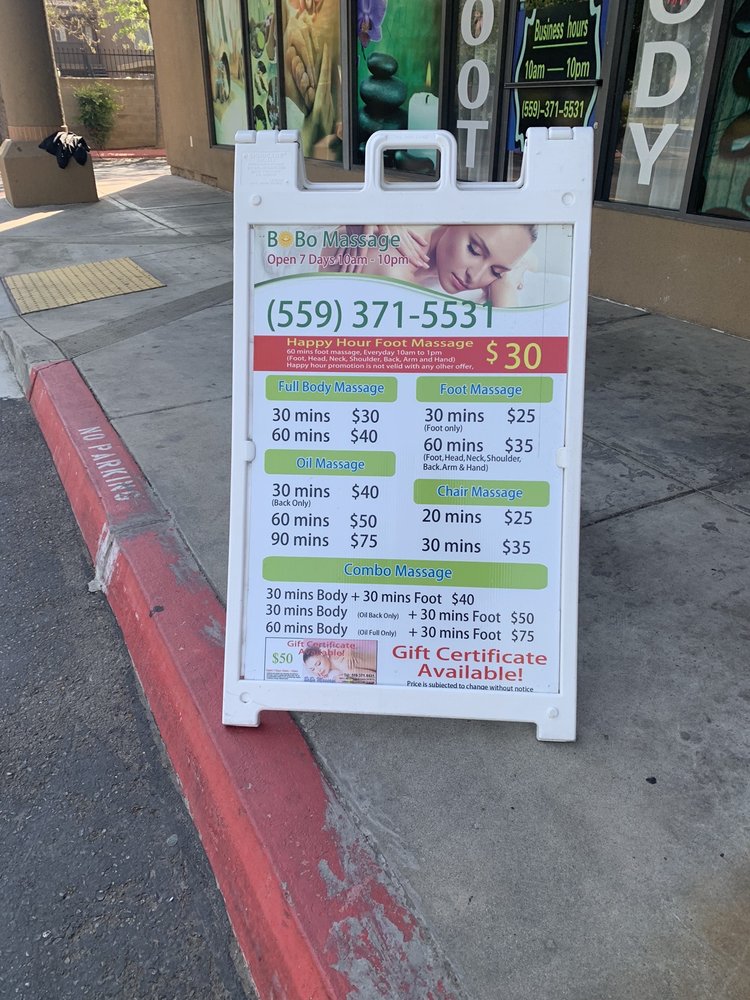 Business hours
10am — 10pm
(559)-371-5531
OOT
ODY
BoBo Massage
Open 7 Days 10am - 10pm
(559) 371-5531
Happy Hour Foot Massage
60 mins foot massage, Everyday 10am to 1pm
(Foot, Head, Neck, Shoulder, Back, Arm and Hand)
Happy hour promotion is not valid with any other offer.
$30
Full Body Massage
30 mins $30
60 mins $40
Oil Massage
30 mins $40
(Back Only)
60 mins $50
90 mins $75
Foot Massage
30 mins $25
(Foot only)
60 mins $35
(Foot, Head, Neck, Shoulder,
Back. Arm & Hand)
Chair Massage
20 mins $25
30 mins $35
Combo Massage
30 mins Body + 30 mins Foot $40
30 mins Body (Oil Back Only) + 30 mins Foot $50
60 mins Body (Oil Full Only) + 30 mins Foot $75
Gift Certificate
Available!
$50
Gift Certificate
Available!
Price is subjected to change without notice
NO PARKING